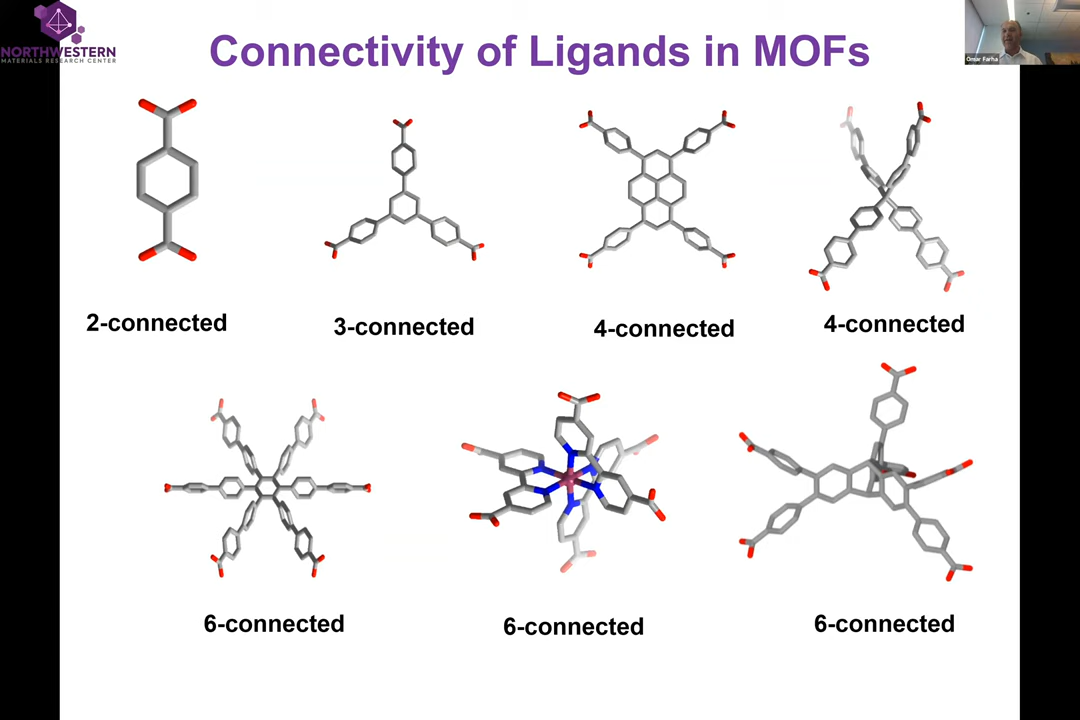 NORTHWESTERN
MATERIALS RESEARCH CENTER
Connectivity of Ligands in MOFs
Omar Farha
2-connected
3-connected
4-connected
4-connected
6-connected
6-connected
6-connected